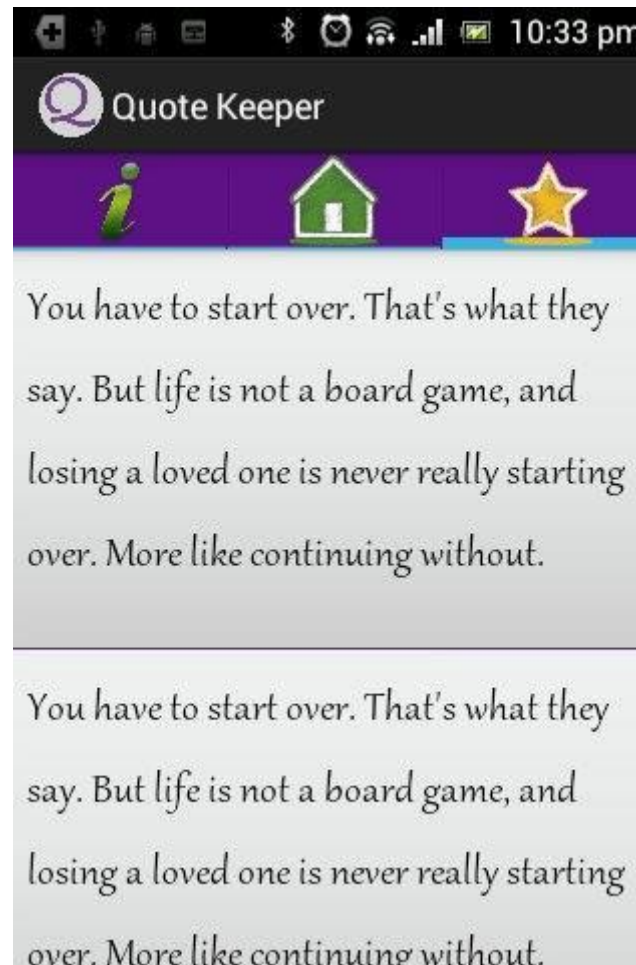 10:33 pm
Quote Keeper
You have to start over. That's what they
say. But life is not a board game, and
losing a loved one is never really starting
over. More like continuing without.
You have to start over. That's what they
say. But life is not a board game, and
losing a loved one is never really starting
over. More like continuing without.